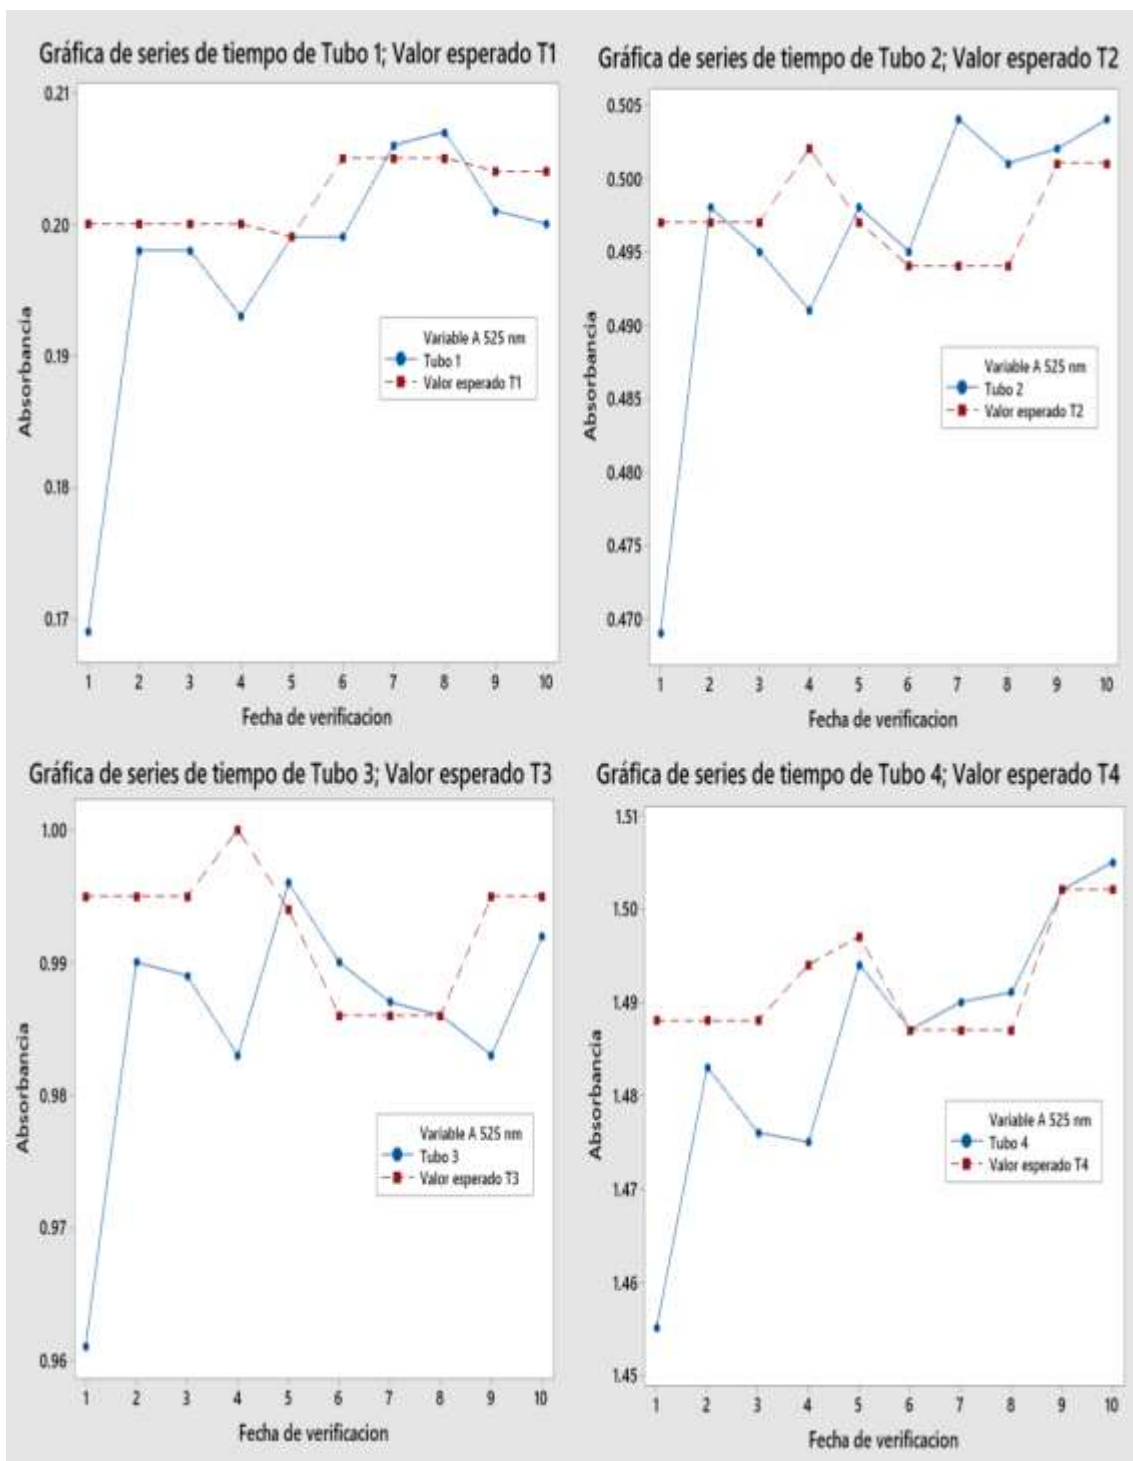 Gráfica de series de tiempo de Tubo 1; Valor esperado T1
0.21
0.20
0.19
0.18
0.17
Absorbancia
Variable A 525 nm
Tubo 1
Valor esperado T1
1 2 3 4 5 6 7 8 9 10
Fecha de verificacion
Gráfica de series de tiempo de Tubo 2; Valor esperado T2
0.505
0.500
0.495
0.490
0.485
0.480
0.475
0.470
Absorbancia
Variable A 525 nm
Tubo 2
Valor esperado T2
1 2 3 4 5 6 7 8 9 10
Fecha de verificacion
Gráfica de series de tiempo de Tubo 3; Valor esperado T3
1.00
0.99
0.98
0.97
0.96
Absorbancia
Variable A 525 nm
Tubo 3
Valor esperado T3
1 2 3 4 5 6 7 8 9 10
Fecha de verificacion
Gráfica de series de tiempo de Tubo 4; Valor esperado T4
1.51
1.50
1.49
1.48
1.47
1.46
1.45
Absorbancia
Variable A 525 nm
Tubo 4
Valor esperado T4
1 2 3 4 5 6 7 8 9 10
Fecha de verificacion